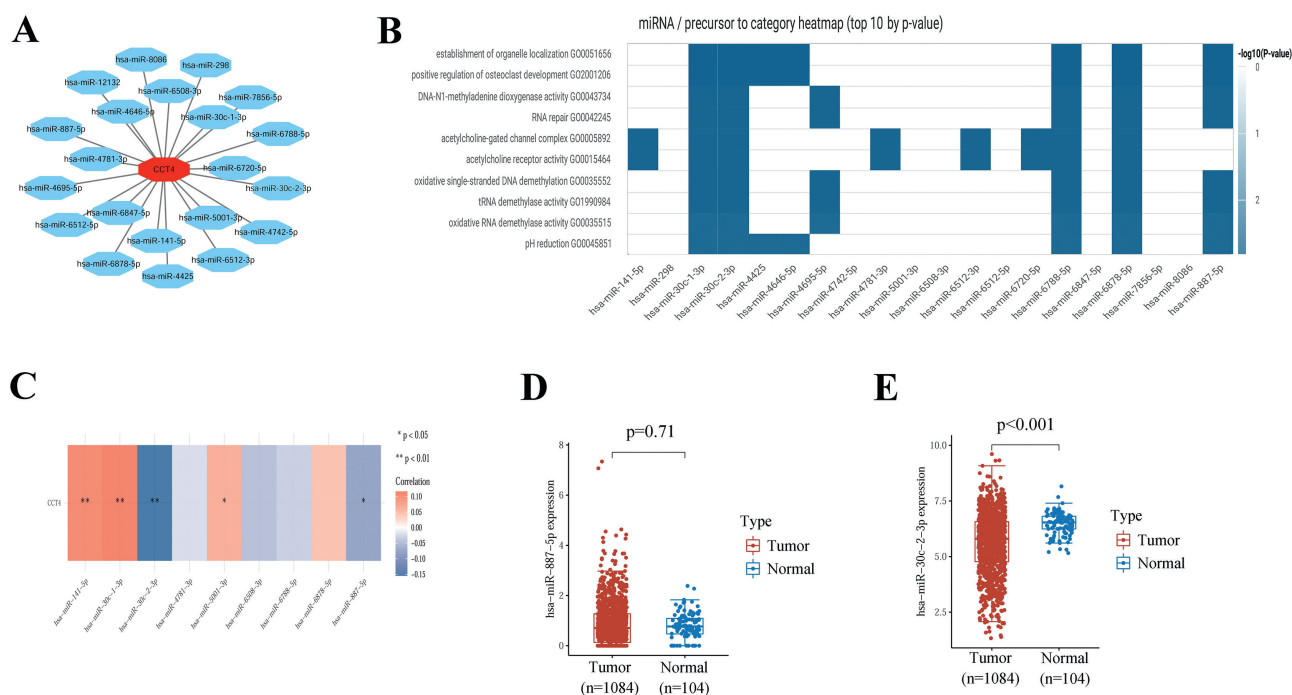 A
hsa-miR-8086
hsa-miR-298
hsa-miR-12132
hsa-miR-6508-3p
hsa-miR-7856-5p
hsa-miR-4646-5p
hsa-miR-30c-1-3p
hsa-miR-887-5p
hsa-miR-6788-5p
hsa-miR-4781-3p
CCT4
hsa-miR-6720-5p
hsa-miR-4695-5p
hsa-miR-30c-2-3p
hsa-miR-6847-5p
hsa-miR-5001-3p
hsa-miR-6512-5p
hsa-miR-4742-5p
hsa-miR-141-5p
hsa-miR-6878-5p
hsa-miR-6512-3p
hsa-miR-4425
B
miRNA / precursor to category heatmap (top 10 by p-value)
establishment of organelle localization GO0051656
positive regulation of osteoclast development GO2001206
DNA-N1-methyladenine dioxygenase activity GO0043734
RNA repair GO0042245
acetylcholine-gated channel complex GO0005892
acetylcholine receptor activity GO0015464
oxidative single-stranded DNA demethylation GO0035552
tRNA demethylase activity GO1990984
oxidative RNA demethylase activity GO0035515
pH reduction GO0045851
hsa-miR-141-5p
hsa-miR-298
hsa-miR-30c-1-3p
hsa-miR-30c-2-3p
hsa-miR-4425
hsa-miR-4646-5p
hsa-miR-4695-5p
hsa-miR-4742-5p
hsa-miR-4781-3p
hsa-miR-5001-3p
hsa-miR-6508-3p
hsa-miR-6512-3p
hsa-miR-6512-5p
hsa-miR-6720-5p
hsa-miR-6788-5p
hsa-miR-6847-5p
hsa-miR-6878-5p
hsa-miR-7856-5p
hsa-miR-8086
hsa-miR-887-5p
-log10(P-value)
0
1
2
C
CCT4
** ** ** * *
hsa-miR-141-5p
hsa-miR-30c-1-3p
hsa-miR-30c-2-3p
hsa-miR-4781-3p
hsa-miR-5001-3p
hsa-miR-6508-3p
hsa-miR-6788-5p
hsa-miR-6878-5p
hsa-miR-887-5p
* p < 0.05
** p < 0.01
Correlation
0.10
0.05
0.00
-0.05
-0.10
-0.15
D
p=0.71
hsa-miR-887-5p expression
8
6
4
2
0
Tumor
(n=1084)
Normal
(n=104)
Type
Tumor
Normal
E
p<0.001
hsa-miR-30c-2-3p expression
10.0
7.5
5.0
2.5
Tumor
(n=1084)
Normal
(n=104)
Type
Tumor
Normal